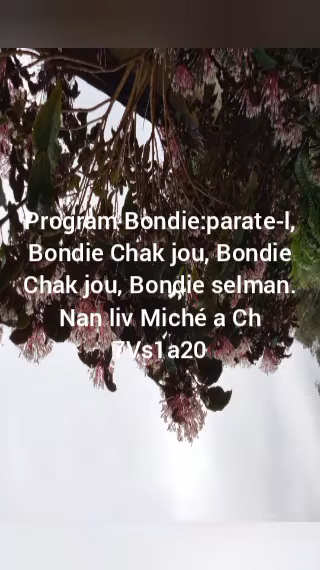 Program Bondie:parate-l,
Bondie Chak jou, Bondie
Chak jou, Bondie selman.
Nan liv Miché a Ch
7Vs1a20